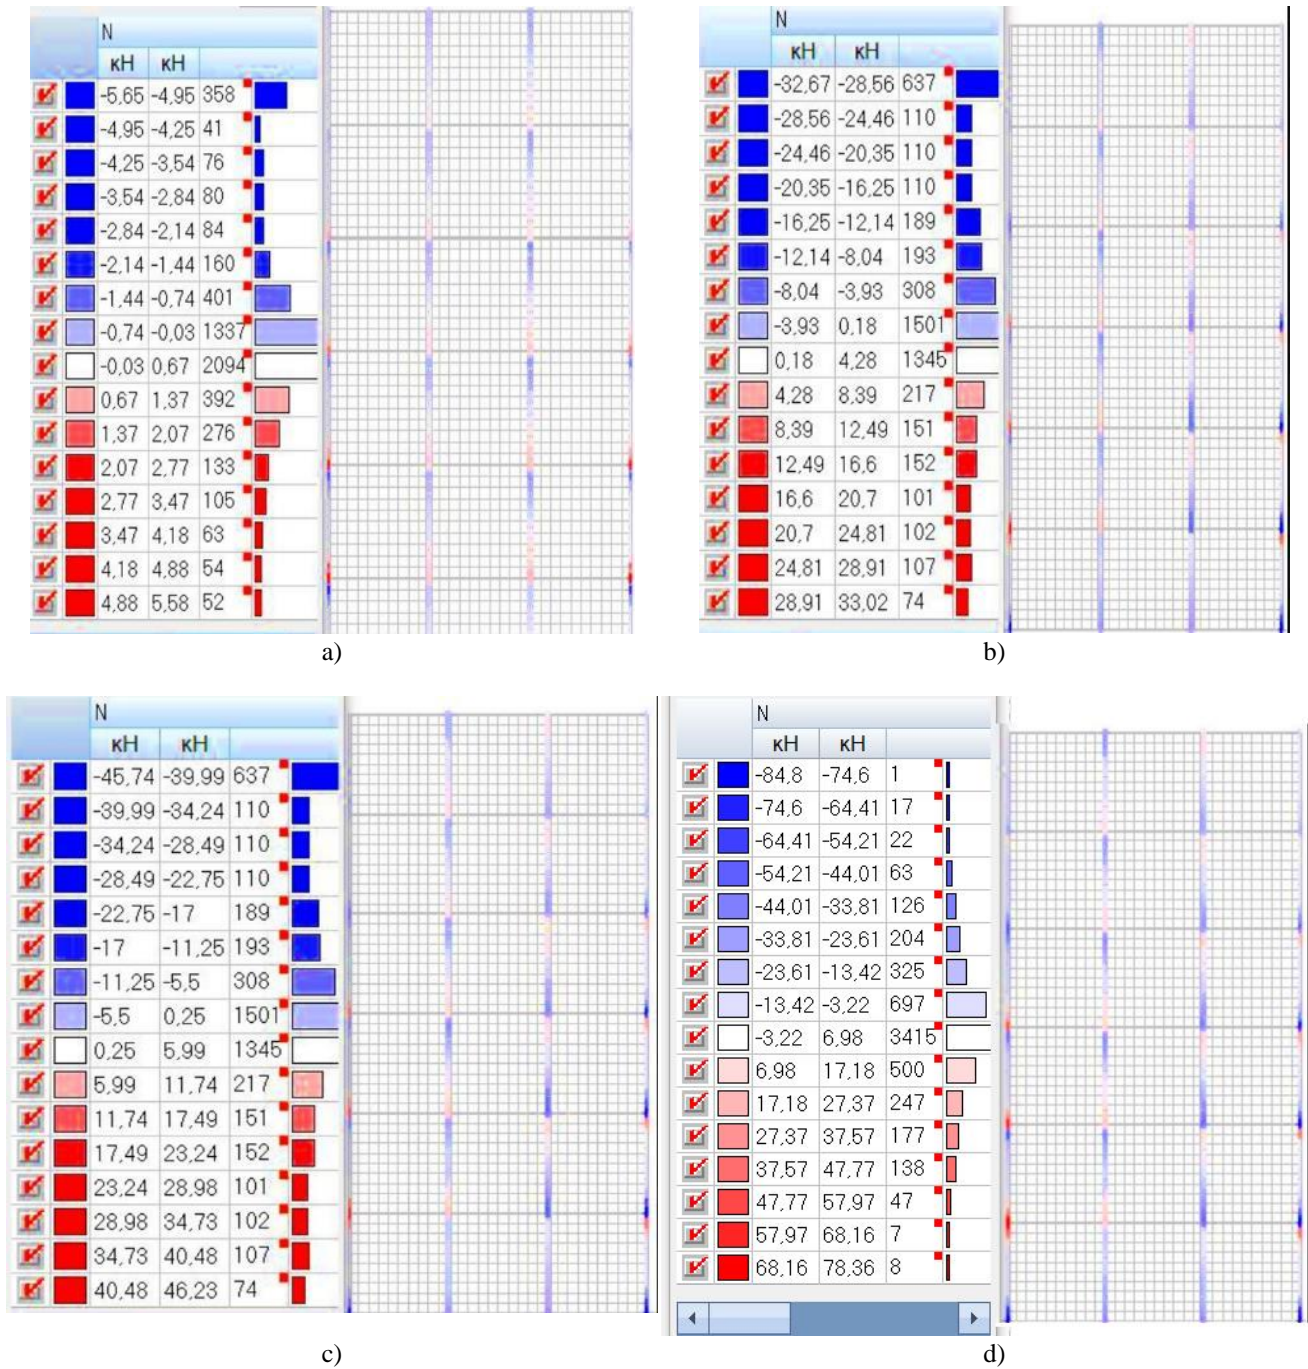 N
кН кН
-5,65 -4,95 358
-4,95 -4,25 41
-4,25 -3,54 76
-3,54 -2,84 80
-2,84 -2,14 84
-2,14 -1,44 160
-1,44 -0,74 401
-0,74 -0,03 1337
-0,03 0,67 2094
0,67 1,37 392
1,37 2,07 276
2,07 2,77 133
2,77 3,47 105
3,47 4,18 63
4,18 4,88 54
4,88 5,58 52
a)
N
кН кН
-32,67 -28,56 637
-28,56 -24,46 110
-24,46 -20,35 110
-20,35 -16,25 110
-16,25 -12,14 189
-12,14 -8,04 193
-8,04 -3,93 308
-3,93 0,18 1501
0,18 4,28 1345
4,28 8,39 217
8,39 12,49 151
12,49 16,6 152
16,6 20,7 101
20,7 24,81 102
24,81 28,91 107
28,91 33,02 74
b)
N
кН кН
-45,74 -39,99 637
-39,99 -34,24 110
-34,24 -28,49 110
-28,49 -22,75 110
-22,75 -17 189
-17 -11,25 193
-11,25 -5,5 308
-5,5 0,25 1501
0,25 5,99 1345
5,99 11,74 217
11,74 17,49 151
17,49 23,24 152
23,24 28,98 101
28,98 34,73 102
34,73 40,48 107
40,48 46,23 74
c)
N
кН кН
-84,8 -74,6 1
-74,6 -64,41 17
-64,41 -54,21 22
-54,21 -44,01 63
-44,01 -33,81 126
-33,81 -23,61 204
-23,61 -13,42 325
-13,42 -3,22 697
-3,22 6,98 3415
6,98 17,18 500
17,18 27,37 247
27,37 37,57 177
37,57 47,77 138
47,77 57,97 47
57,97 68,16 7
68,16 78,36 8
d)